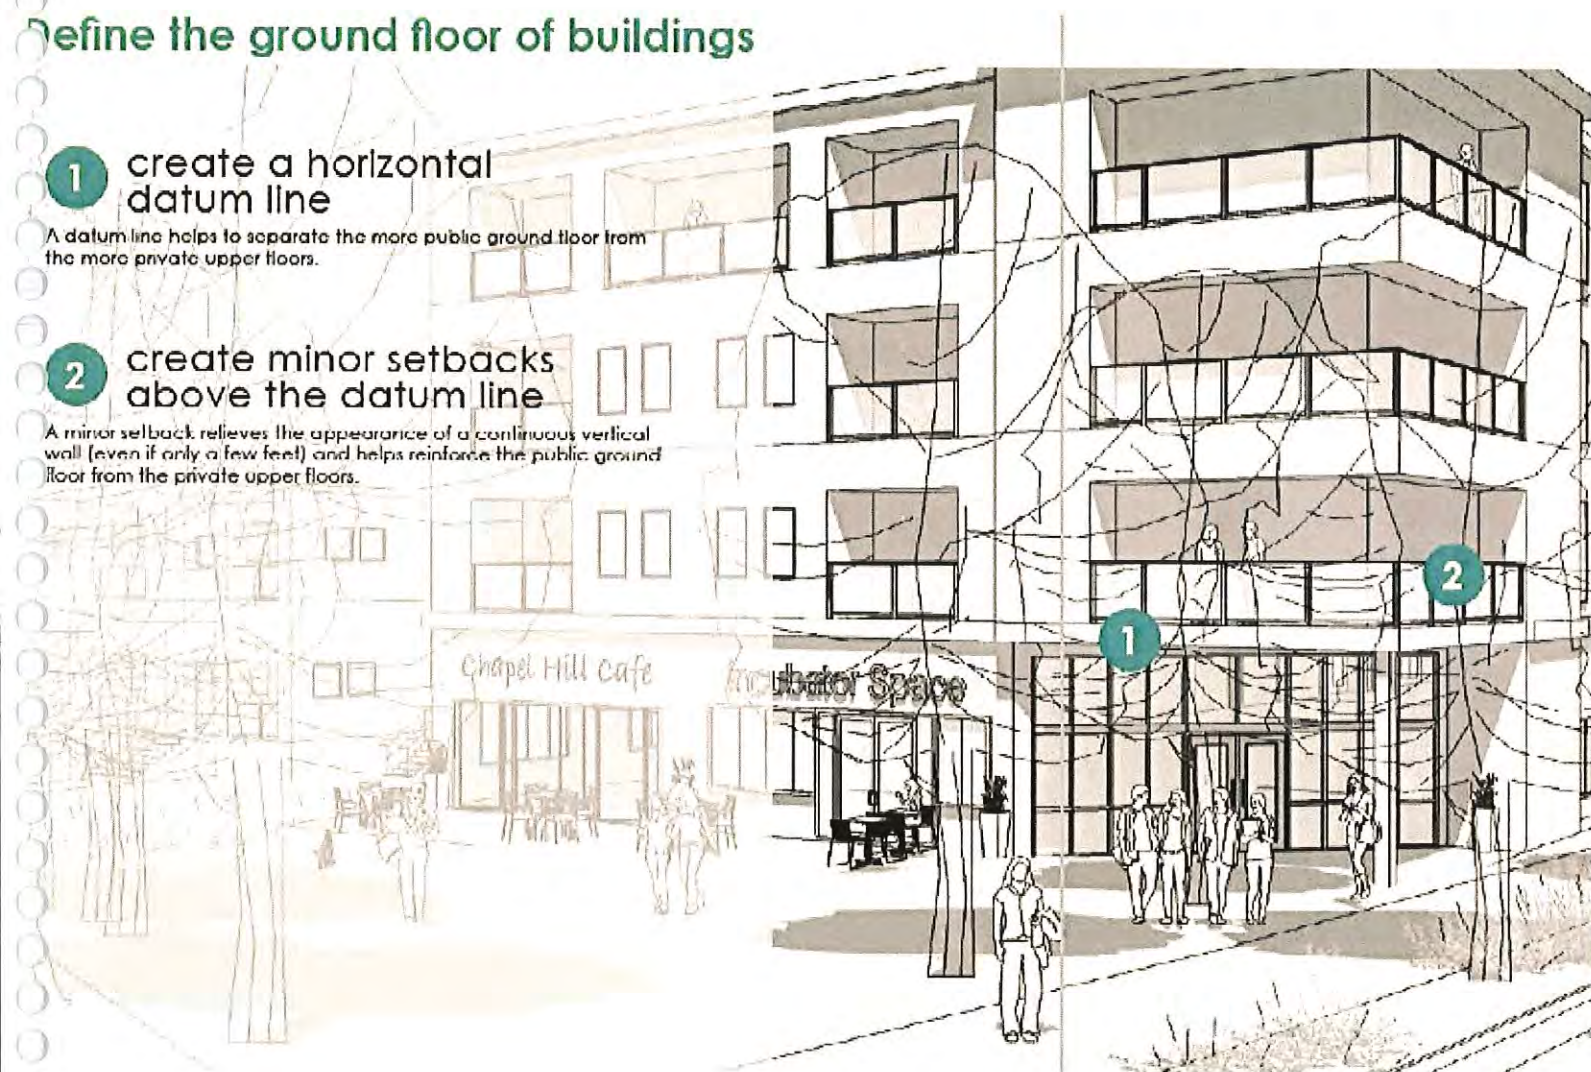 Define the ground floor of buildings
1
create a horizontal
datum line
A datum line helps to separate the more public ground floor from
the more private upper floors.
2
create minor setbacks
above the datum line
A minor setback relieves the appearance of a continuous vertical
wall (even if only a few feet) and helps reinforce the public ground
floor from the private upper floors.
2
1
Chapel Hill Cafe
Incubator Space